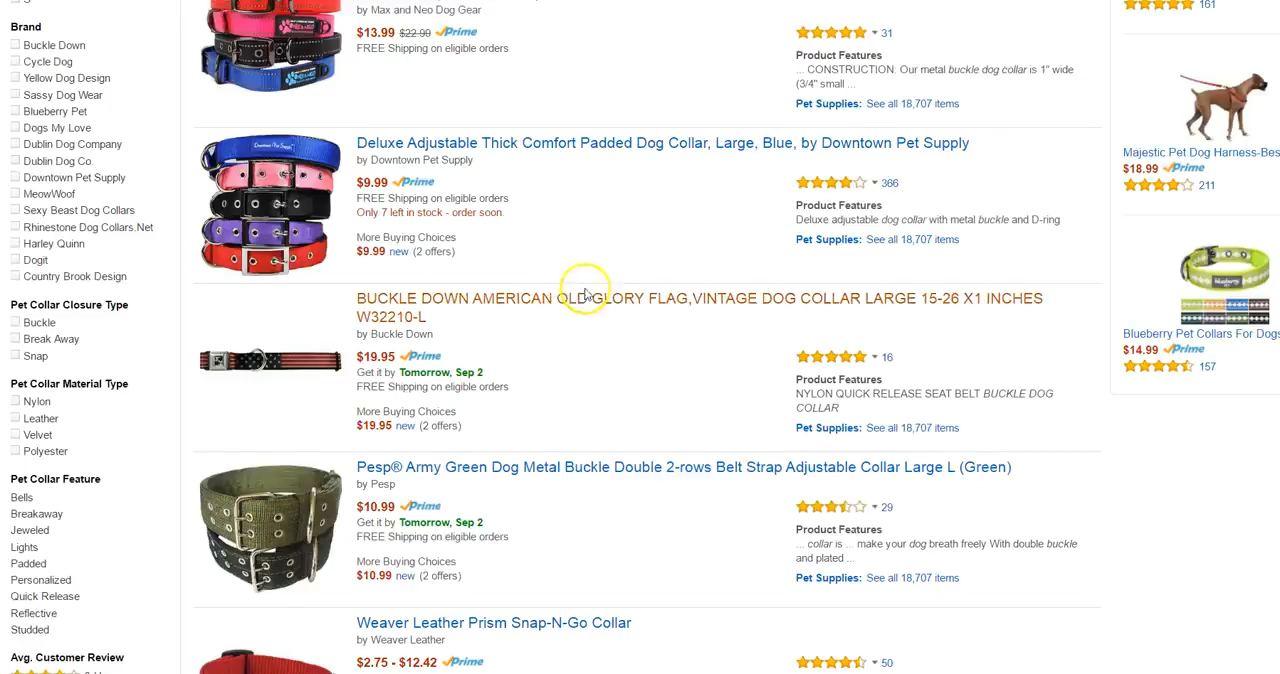 Brand
Buckle Down
Cycle Dog
Yellow Dog Design
Sassy Dog Wear
Blueberry Pet
Dogs My Love
Dublin Dog Company
Dublin Dog Co.
Downtown Pet Supply
MeowWoof
Sexy Beast Dog Collars
Rhinestone Dog Collars.Net
Harley Quinn
Dogit
Country Brook Design
Pet Collar Closure Type
Buckle
Break Away
Snap
Pet Collar Material Type
Nylon
Leather
Velvet
Polyester
Pet Collar Feature
Bells
Breakaway
Jeweled
Lights
Padded
Personalized
Quick Release
Reflective
Studded
Avg. Customer Review
by Max and Neo Dog Gear
$13.99 $22.99 Prime
FREE Shipping on eligible orders
31
Product Features
... CONSTRUCTION: Our metal buckle dog collar is 1" wide
(3/4" small ...
Pet Supplies: See all 18,707 items
Deluxe Adjustable Thick Comfort Padded Dog Collar, Large, Blue, by Downtown Pet Supply
by Downtown Pet Supply
$9.99 Prime
FREE Shipping on eligible orders
Only 7 left in stock - order soon.
More Buying Choices
$9.99 new (2 offers)
366
Product Features
Deluxe adjustable dog collar with metal buckle and D-ring
Pet Supplies: See all 18,707 items
BUCKLE DOWN AMERICAN OLD GLORY FLAG,VINTAGE DOG COLLAR LARGE 15-26 X1 INCHES
W32210-L
by Buckle Down
$19.95 Prime
Get it by Tomorrow, Sep 2
FREE Shipping on eligible orders
More Buying Choices
$19.95 new (2 offers)
16
Product Features
NYLON QUICK RELEASE SEAT BELT BUCKLE DOG
COLLAR
Pet Supplies: See all 18,707 items
Pesp® Army Green Dog Metal Buckle Double 2-rows Belt Strap Adjustable Collar Large L (Green)
by Pesp
$10.99 Prime
Get it by Tomorrow, Sep 2
FREE Shipping on eligible orders
More Buying Choices
$10.99 new (2 offers)
29
Product Features
... collar is ... make your dog breath freely With double buckle
and plated ...
Pet Supplies: See all 18,707 items
Weaver Leather Prism Snap-N-Go Collar
by Weaver Leather
$2.75 - $12.42 Prime
50
161
Majestic Pet Dog Harness-Bes
$18.99 Prime
211
Blueberry Pet Collars For Dogs
$14.99 Prime
157